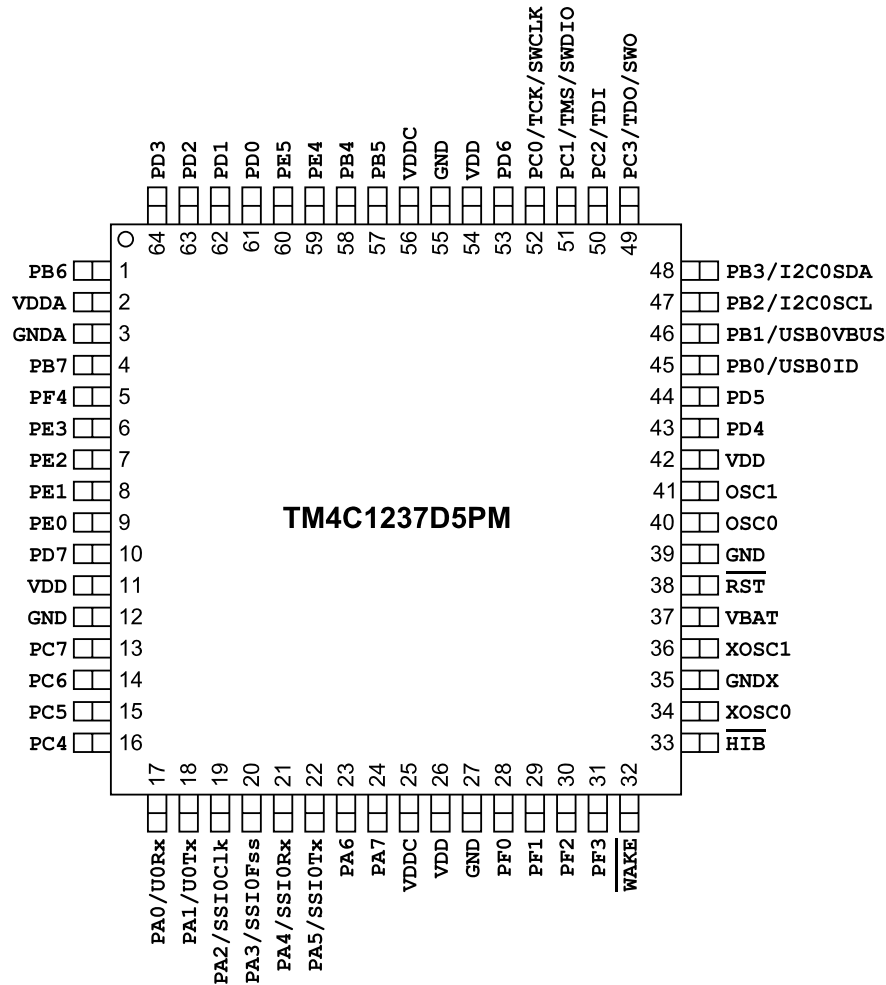 PD3
PD2
PD1
PD0
PE5
PE4
PB4
PB5
VDDC
GND
VDD
PD6
PC0/TCK/SWCLK
PC1/TMS/SWDIO
PC2/TDI
PC3/TDO/SWO
64
63
62
61
60
59
58
57
56
55
54
53
52
51
50
49
PB6 1
VDDA 2
GNDA 3
PB7 4
PF4 5
PE3 6
PE2 7
PE1 8
PE0 9
PD7 10
VDD 11
GND 12
PC7 13
PC6 14
PC5 15
PC4 16
TM4C1237D5PM
48 PB3/I2C0SDA
47 PB2/I2C0SCL
46 PB1/USB0VBUS
45 PB0/USB0ID
44 PD5
43 PD4
42 VDD
41 OSC1
40 OSC0
39 GND
38 RST
37 VBAT
36 XOSC1
35 GNDX
34 XOSC0
33 HIB
17
18
19
20
21
22
23
24
25
26
27
28
29
30
31
32
PA0/U0Rx
PA1/U0Tx
PA2/SSI0Clk
PA3/SSI0Fss
PA4/SSI0Rx
PA5/SSI0Tx
PA6
PA7
VDDC
VDD
GND
PF0
PF1
PF2
PF3
WAKE